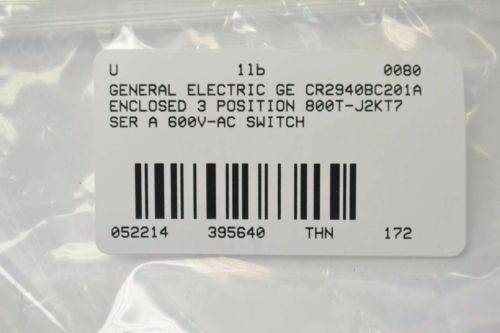 U 1lb 0080
GENERAL ELECTRIC GE CR2940BC201A
ENCLOSED 3 POSITION 800T-J2KT7
SER A 600V-AC SWITCH
052214 395640 THN 172